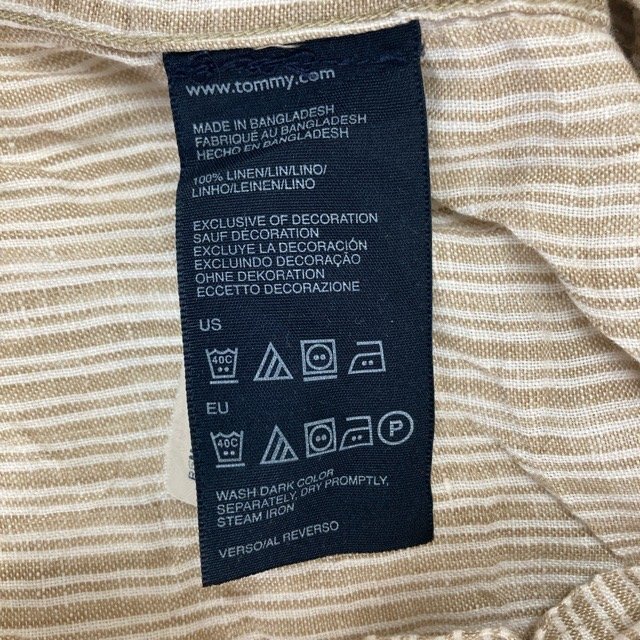 www.tommy.com
MADE IN BANGLADESH
FABRIQUÉ AU BANGLADESH
HECHO EN BANGLADESH
100% LINEN/LIN/LINO/
LINHO/LEINEN/LINO
EXCLUSIVE OF DECORATION
SAUF DÉCORATION
EXCLUYE LA DECORACIÓN
EXCLUINDO DECORAÇÃO
OHNE DEKORATION
ECCETTO DECORAZIONE
US
40C
EU
40C P
WASH DARK COLOR
SEPARATELY, DRY PROMPTLY,
STEAM IRON
VERSO/AL REVERSO